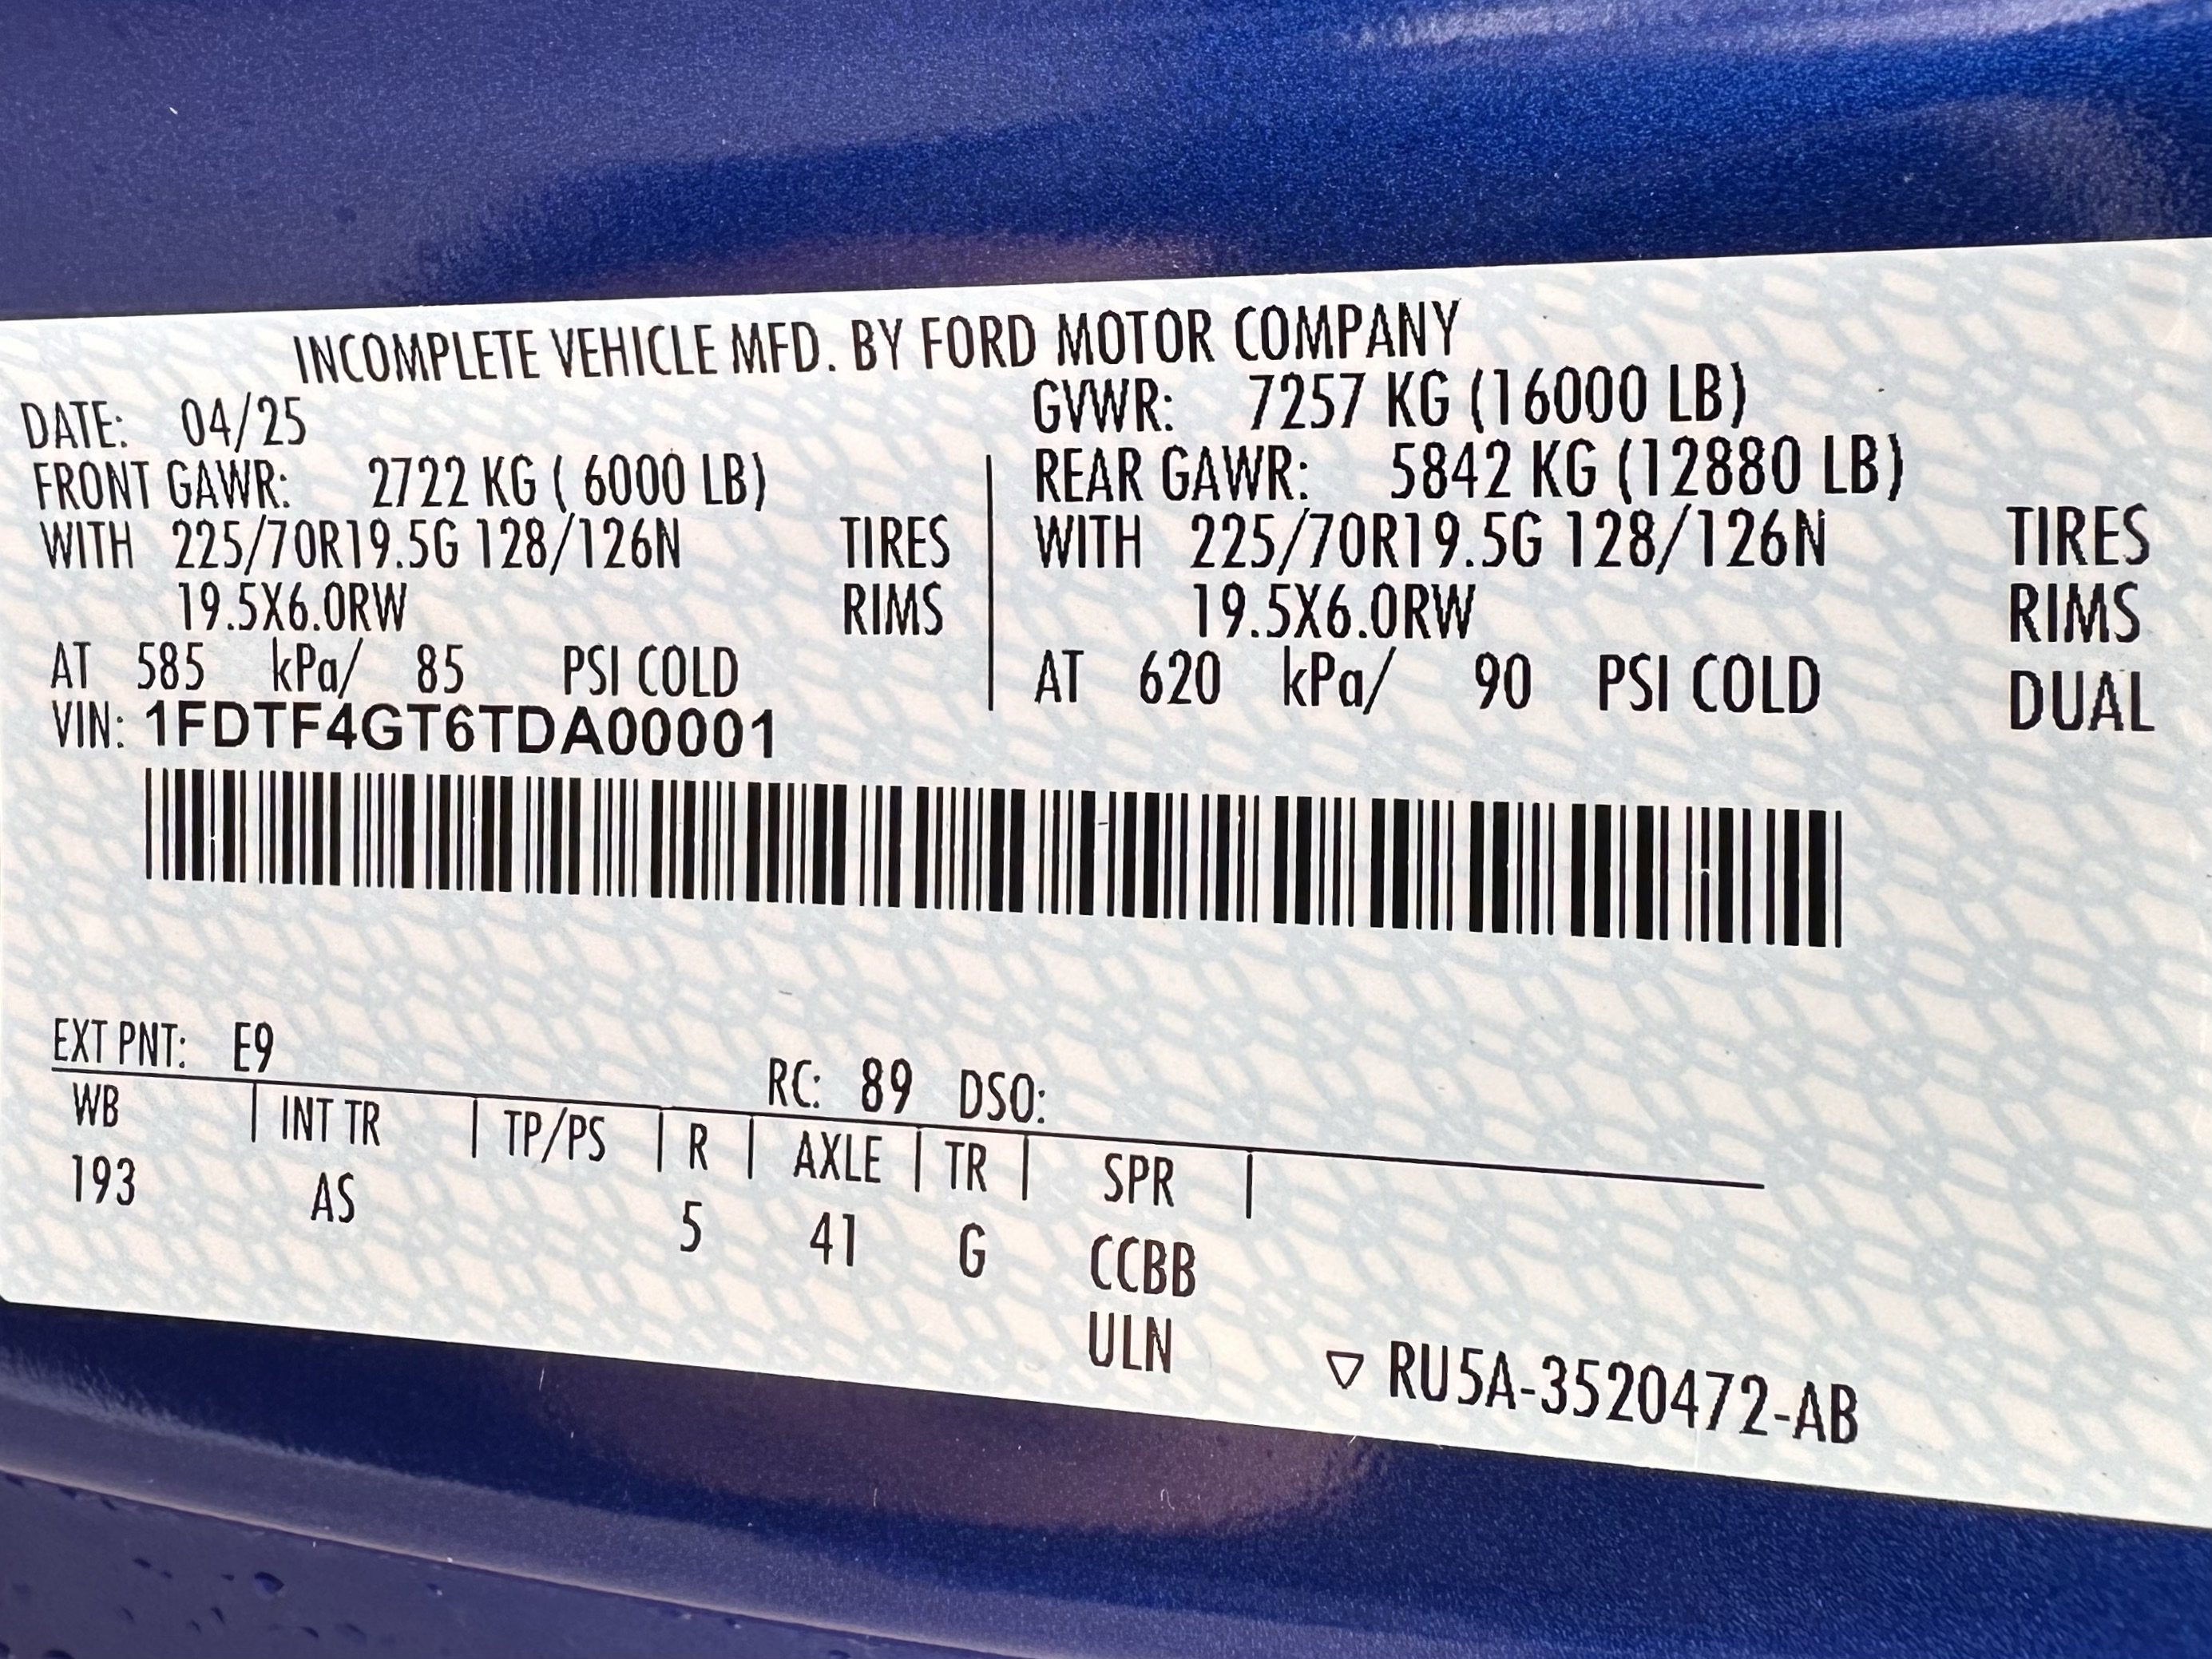 INCOMPLETE VEHICLE MFD. BY FORD MOTOR COMPANY
DATE: 04/25 GVWR: 7257 KG (16000 LB)
FRONT GAWR: 2722 KG ( 6000 LB) REAR GAWR: 5842 KG (12880 LB)
WITH 225/70R19.5G 128/126N TIRES WITH 225/70R19.5G 128/126N TIRES
19.5X6.0RW RIMS 19.5X6.0RW RIMS
AT 585 kPa/ 85 PSI COLD AT 620 kPa/ 90 PSI COLD DUAL
VIN: 1FDTF4GT6TDA00001
EXT PNT: E9 RC: 89 DSO:
WB INT TR TP/PS R AXLE TR SPR
193 AS 5 41 G CCBB
ULN
▽ RU5A-3520472-AB